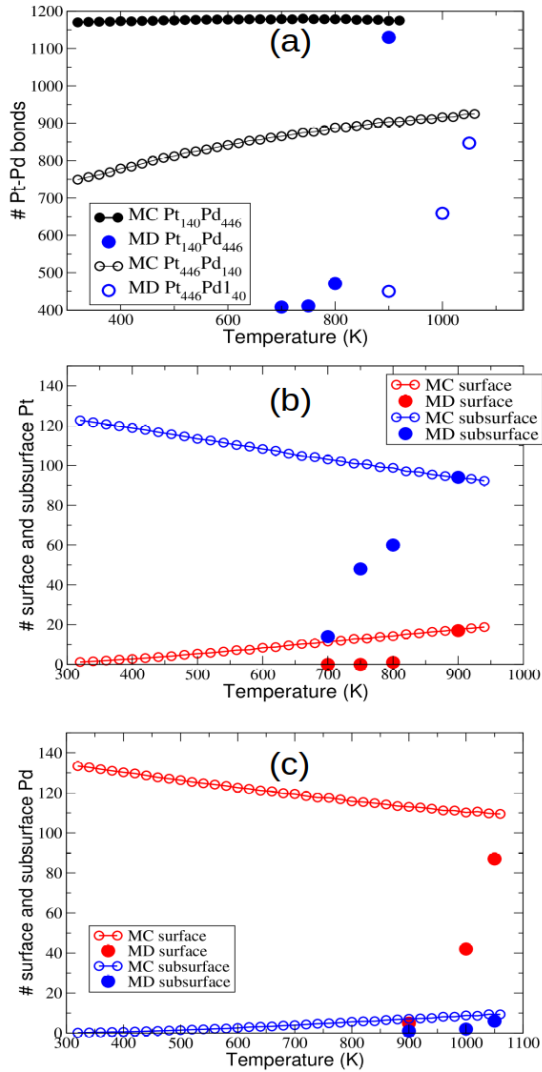 1200
(a)
1100
1000
900
800
700
600
500
400
# Pt-Pd bonds
MC Pt₁₄₀Pd₄₄₆
MD Pt₁₄₀Pd₄₄₆
MC Pt₄₄₆Pd₁₄₀
MD Pt₄₄₆Pd1₄₀
400 600 800 1000
Temperature (K)
(b)
140
120
100
80
60
40
20
0
# surface and subsurface Pt
MC surface
MD surface
MC subsurface
MD subsurface
300 400 500 600 700 800 900 1000
Temperature (K)
(c)
140
120
100
80
60
40
20
0
# surface and subsurface Pd
MC surface
MD surface
MC subsurface
MD subsurface
300 400 500 600 700 800 900 1000 1100
Temperature (K)